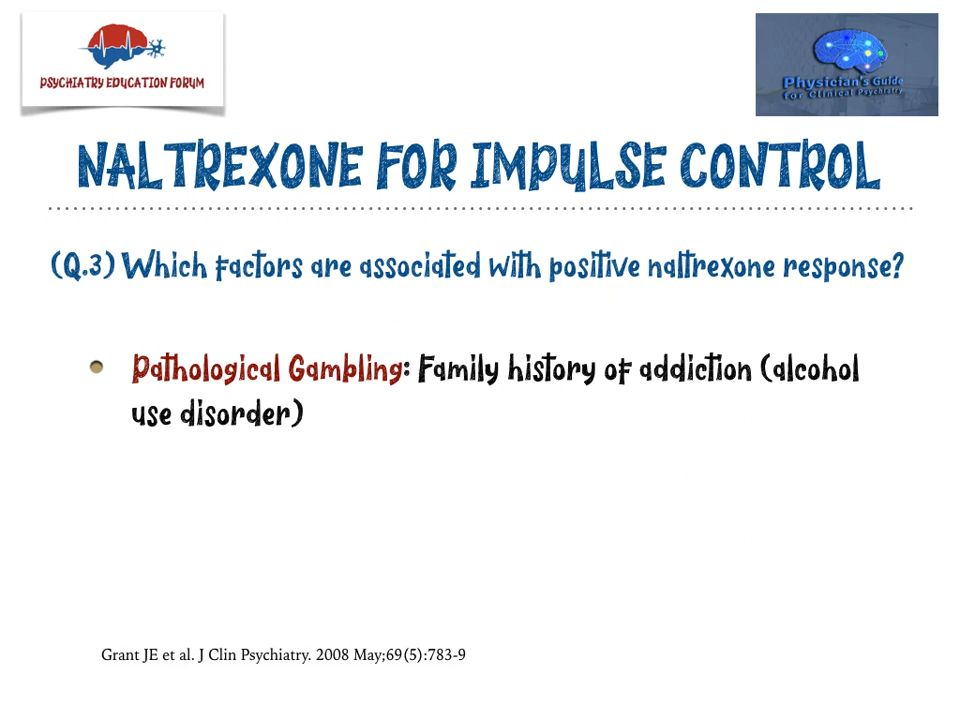 PSYCHIATRY EDUCATION FORUM
Physician's Guide
for Clinical Psychiatry
NALTREXONE FOR IMPULSE CONTROL
(Q.3) Which factors are associated with positive naltrexone response?
Pathological Gambling: Family history of addiction (alcohol
use disorder)
Grant JE et al. J Clin Psychiatry. 2008 May;69(5):783-9